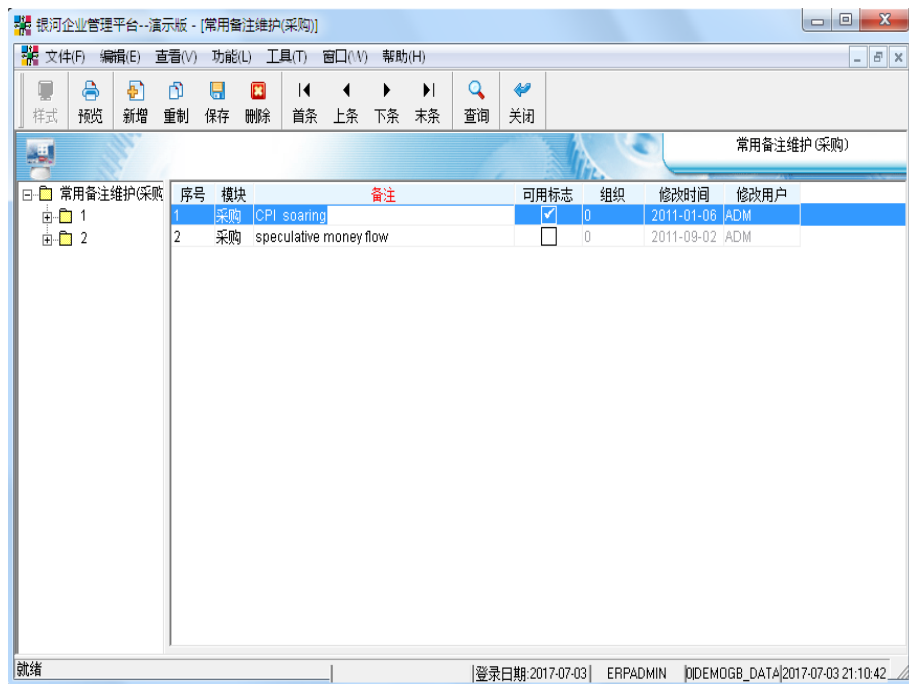 银河企业管理平台--演示版 - [常用备注维护(采购)]
文件(F) 编辑(E) 查看(V) 功能(L) 工具(T) 窗口(W) 帮助(H)
样式 预览 新增 重制 保存 删除 首条 上条 下条 末条 查询 关闭
常用备注维护(采购)
常用备注维护(采购
1
2
序号 模块 备注 可用标志 组织 修改时间 修改用户
1 采购 CPI soaring 0 2011-01-06 ADM
2 采购 speculative money flow 0 2011-09-02 ADM
就绪 登录日期:2017-07-03 ERPADMIN 0|DEMOGB_DATA 2017-07-03 21:10:42